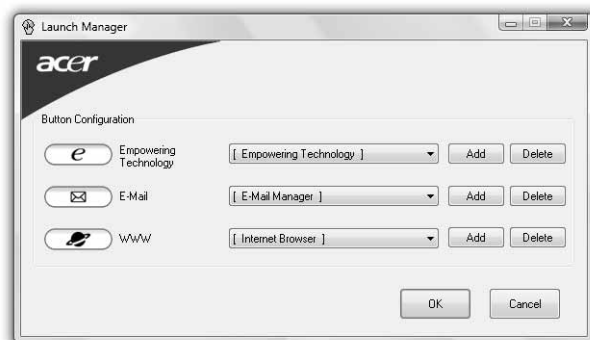 Launch Manager
acer
Button Configuration
e Empowering Technology [ Empowering Technology ] Add Delete
E-Mail [ E-Mail Manager ] Add Delete
WWW [ Internet Browser ] Add Delete
OK Cancel